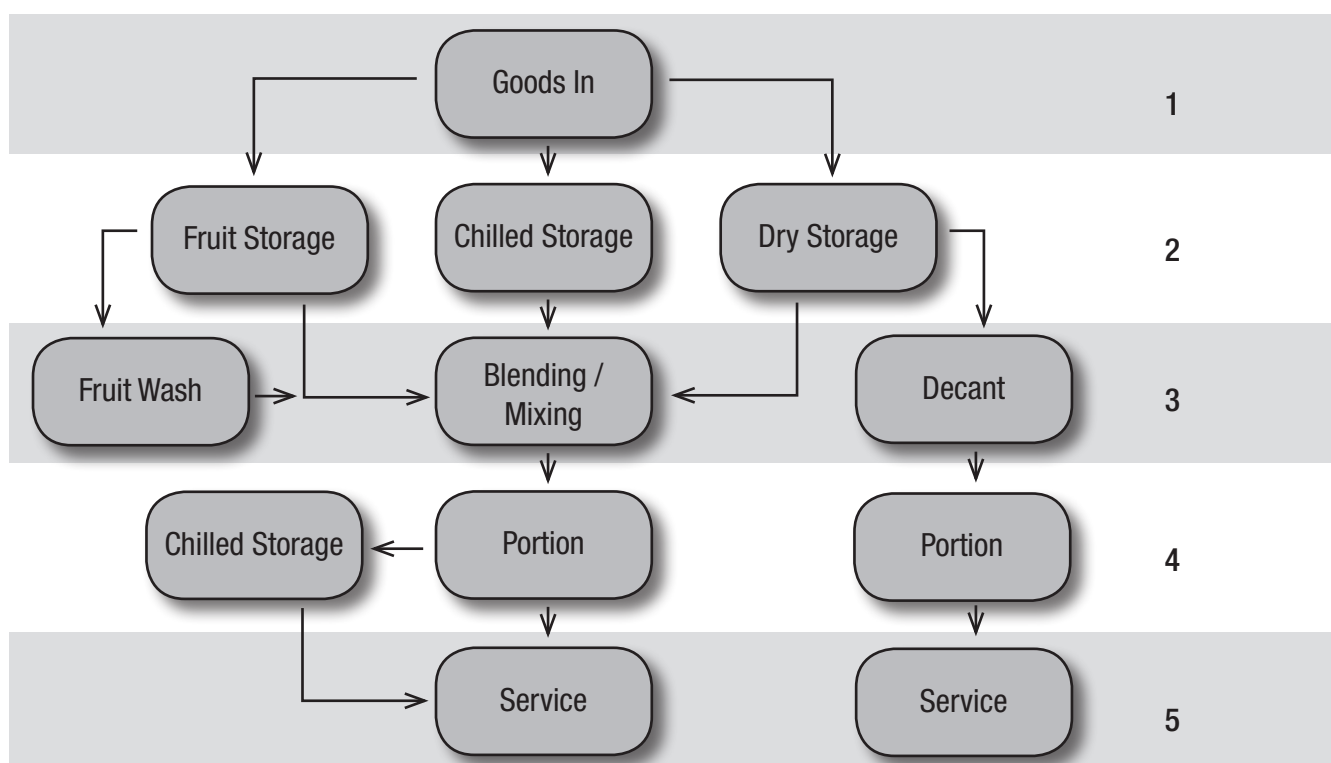 Goods In
1
Fruit Storage
Chilled Storage
Dry Storage
2
Fruit Wash
Blending /
Mixing
Decant
3
Chilled Storage
Portion
Portion
4
Service
Service
5